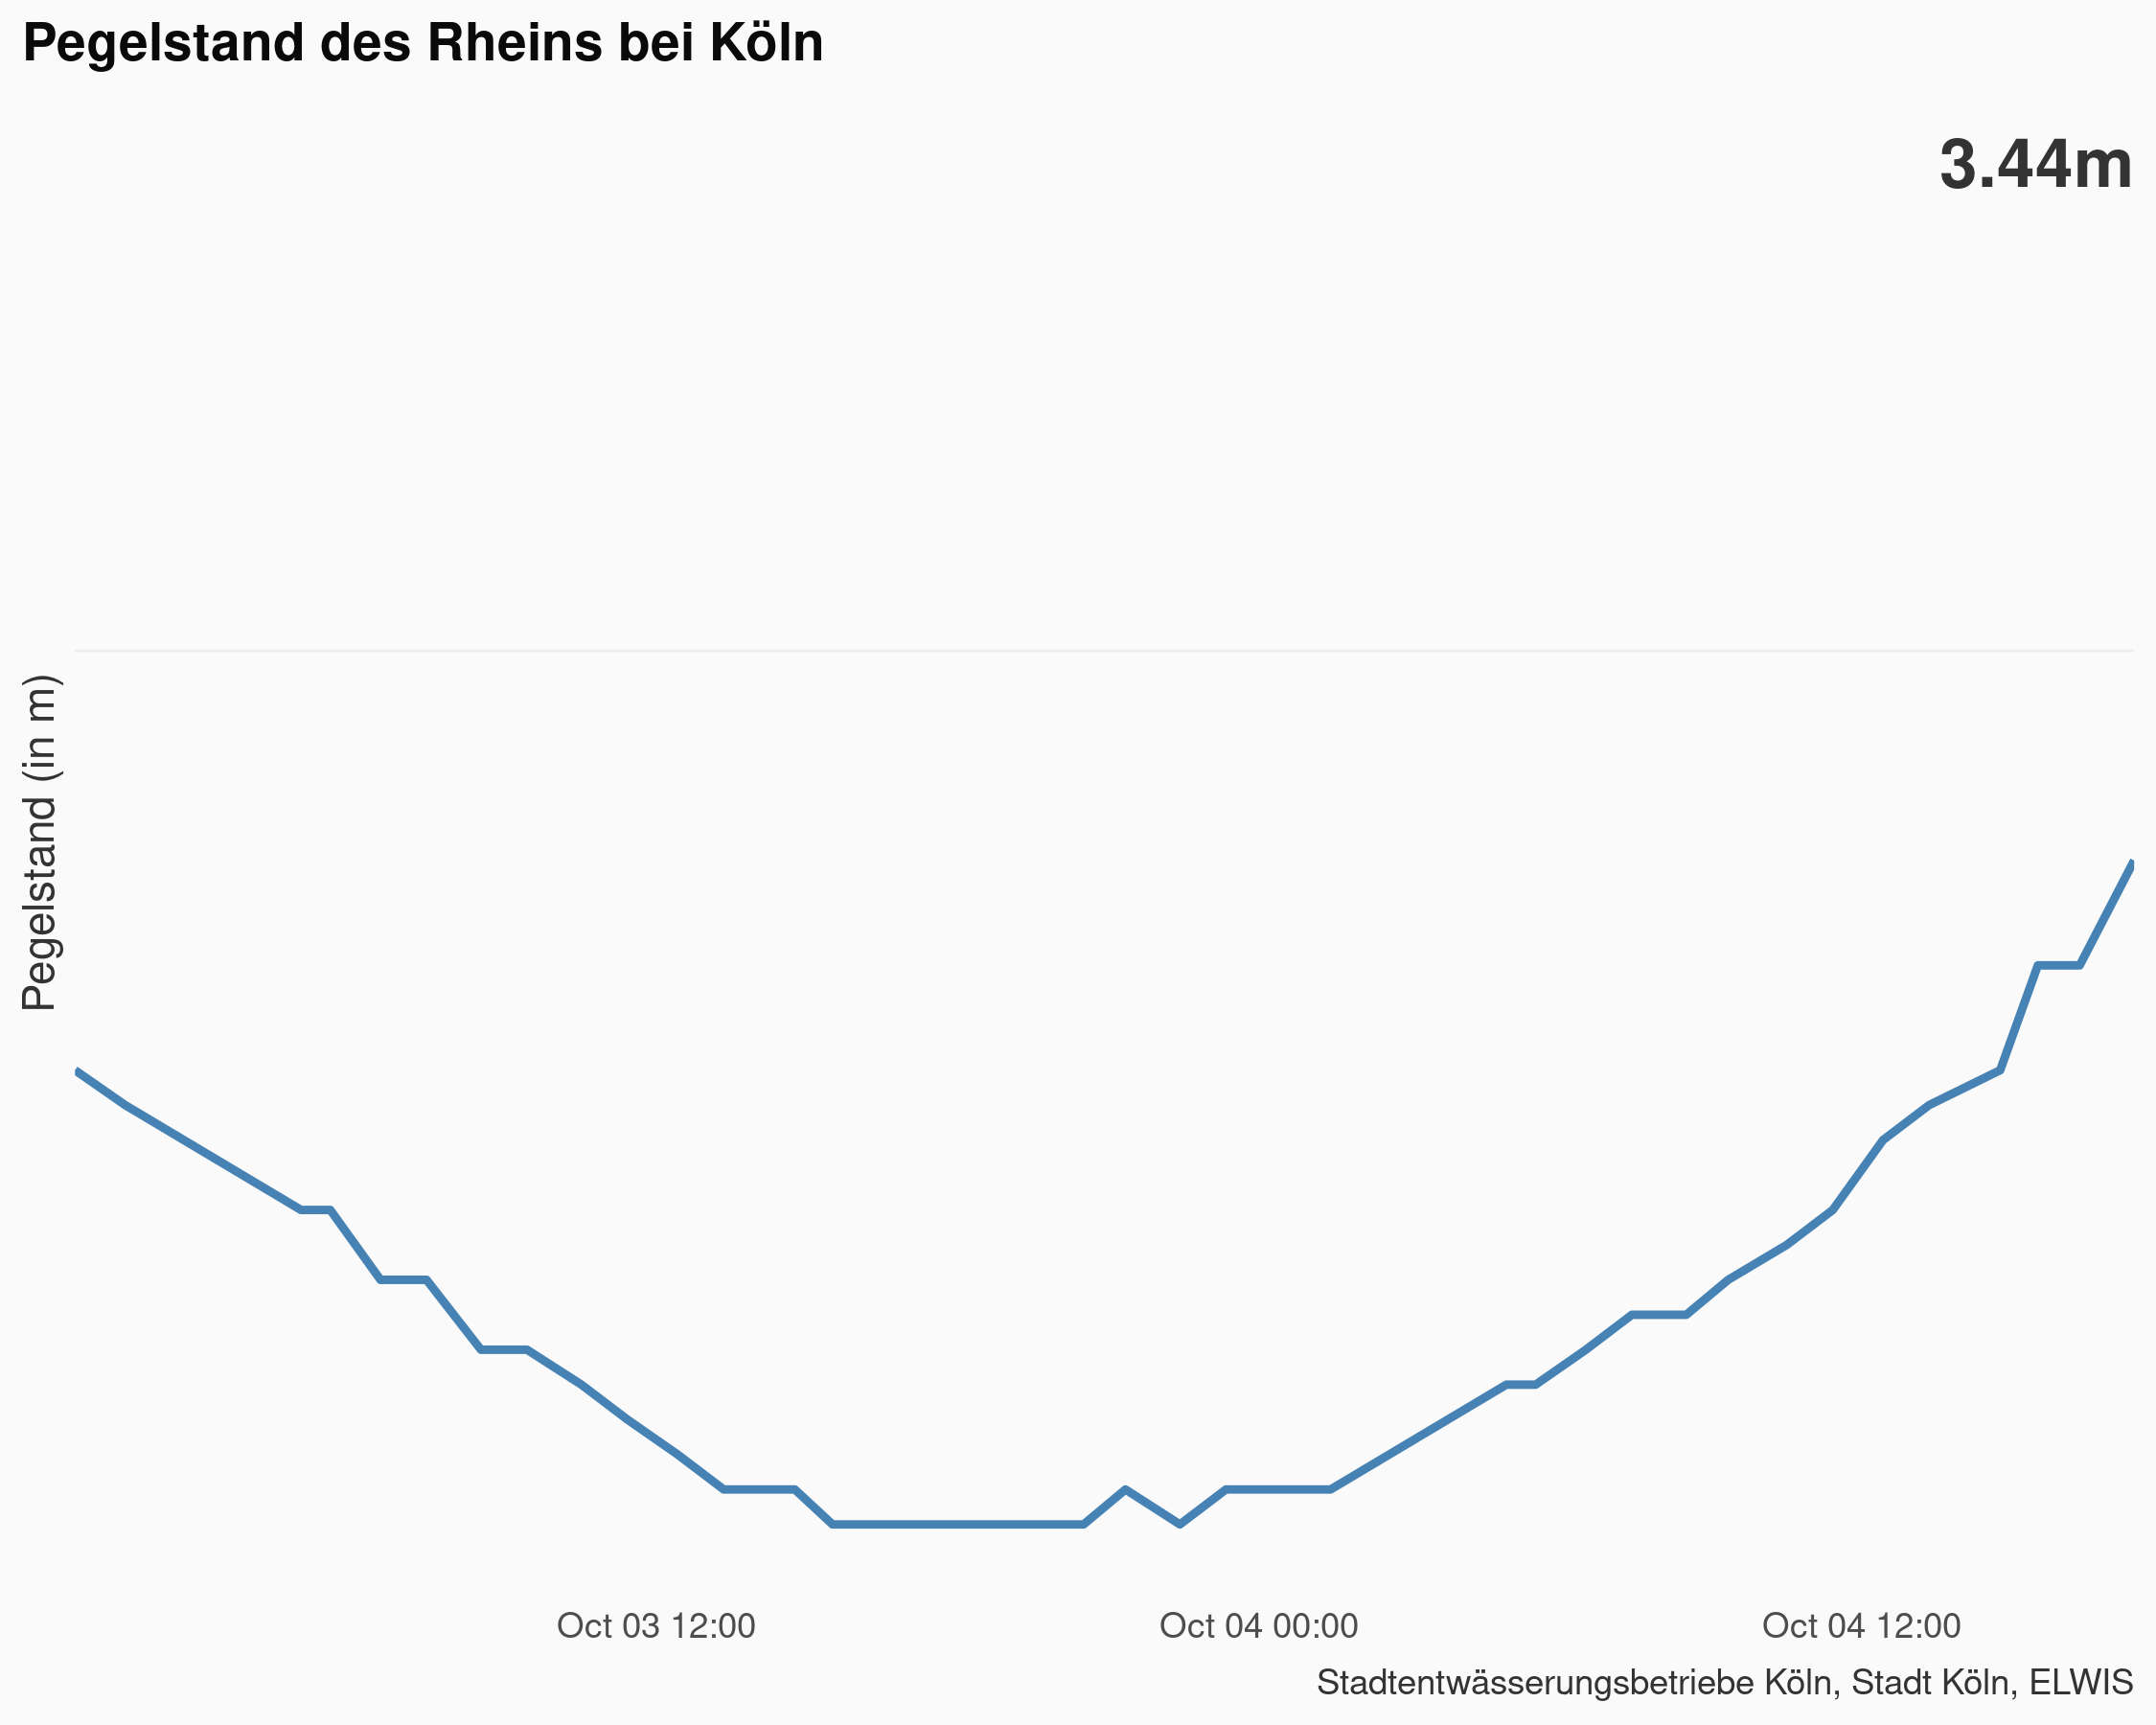 Pegelstand des Rheins bei Köln
3.44m
Pegelstand (in m)
Oct 03 12:00
Oct 04 00:00
Oct 04 12:00
Stadtentwässerungsbetriebe Köln, Stadt Köln, ELWIS